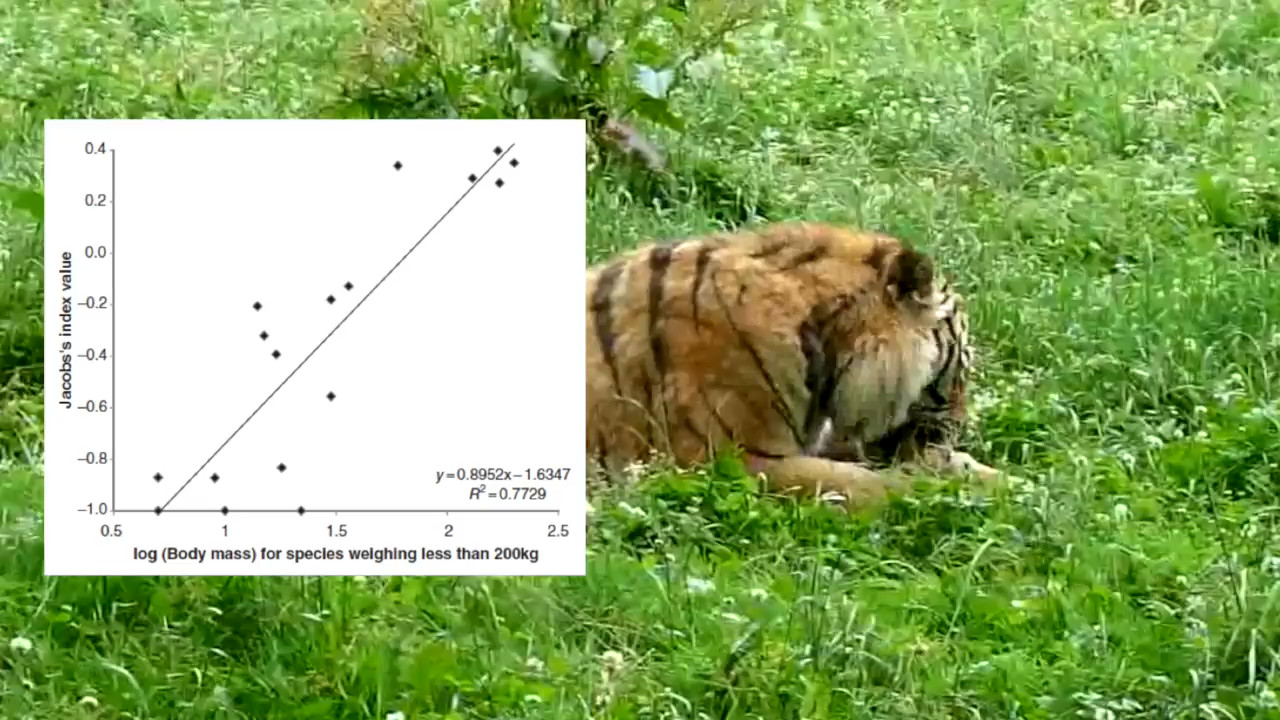 0.4
0.2
0.0
−0.2
−0.4
−0.6
−0.8
−1.0
Jacobs's index value
y=0.8952x−1.6347
R²=0.7729
0.5 1 1.5 2 2.5
log (Body mass) for species weighing less than 200kg